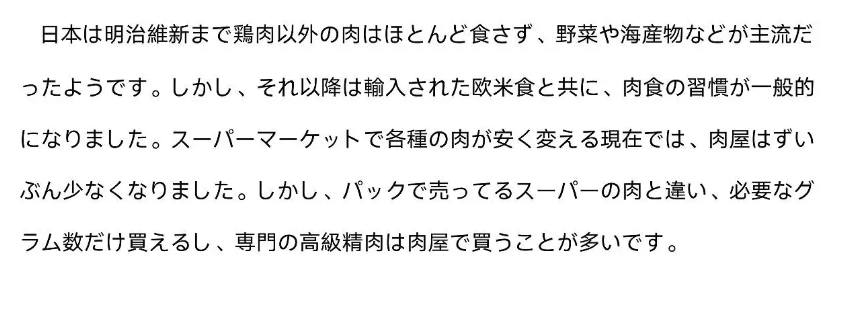 日本は明治維新まで鶏肉以外の肉はほとんど食さず、野菜や海産物などが主流だ
ったようです。しかし、それ以降は輸入された欧米食と共に、肉食の習慣が一般的
になりました。スーパーマーケットで各種の肉が安く変える現在では、肉屋はずい
ぶん少なくなりました。しかし、パックで売ってるスーパーの肉と違い、必要なグ
ラム数だけ買えるし、専門の高級精肉は肉屋で買うことが多いです。